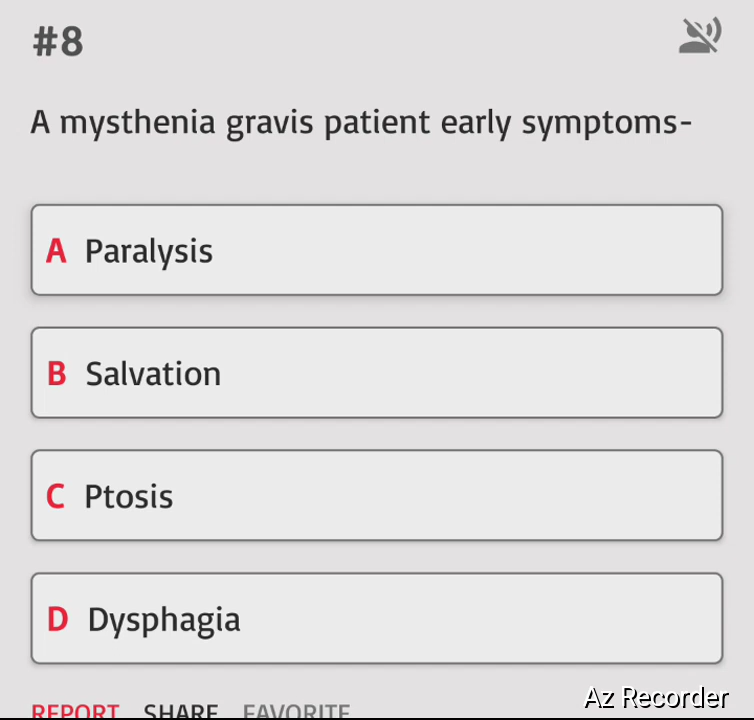 #8
A mysthenia gravis patient early symptoms-
A Paralysis
B Salvation
C Ptosis
D Dysphagia
REPORT SHARE FAVORITE
Az Recorder